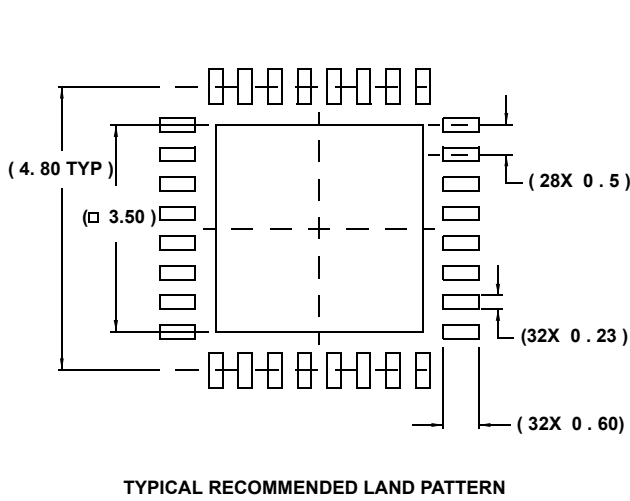 ( 4. 80 TYP )
( 28X 0 . 5 )
(□ 3.50 )
(32X 0 . 23 )
( 32X 0 . 60)
TYPICAL RECOMMENDED LAND PATTERN